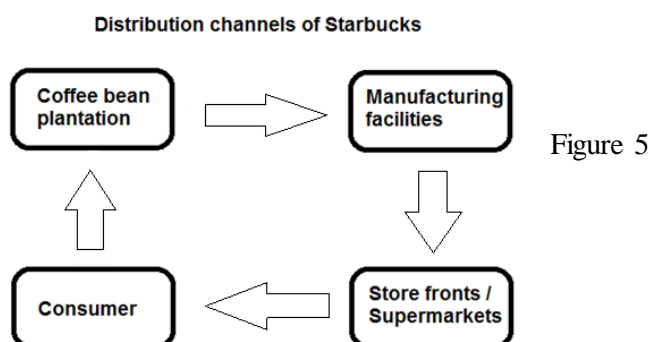 Distribution channels of Starbucks
Coffee bean
plantation
Manufacturing
facilities
Figure 5
Consumer
Store fronts /
Supermarkets